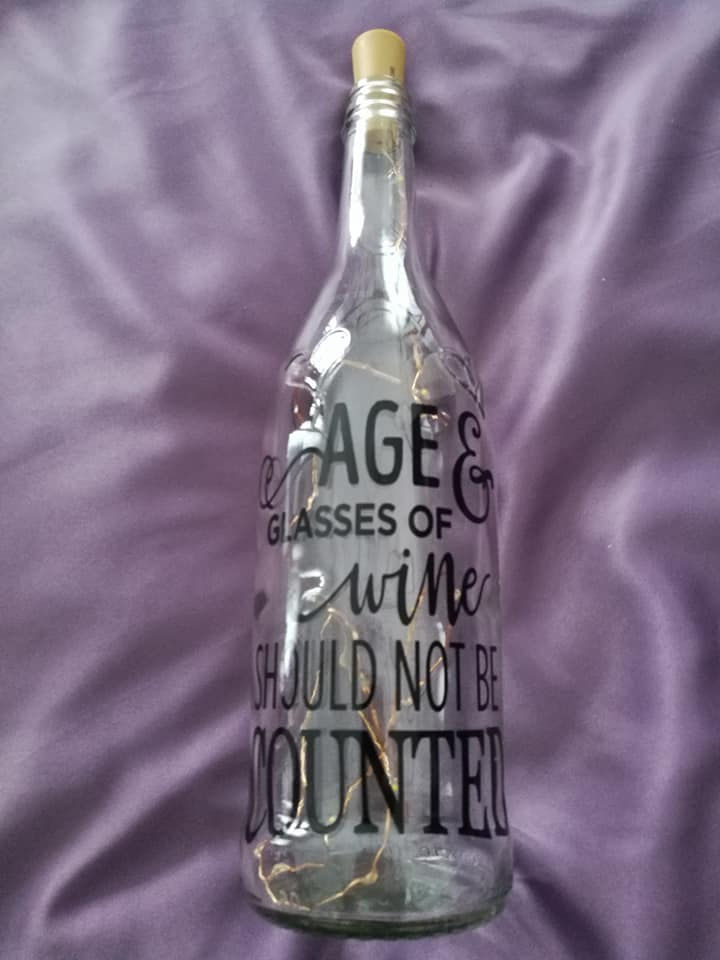 AGE &
GLASSES OF
wine
SHOULD NOT BE
COUNTED